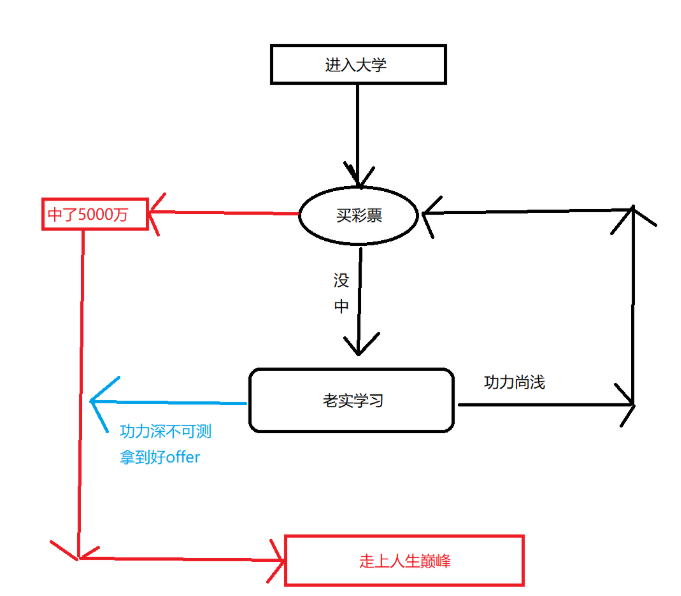 进入大学
买彩票
中了5000万
没
中
老实学习
功力尚浅
功力深不可测
拿到好offer
走上人生巅峰